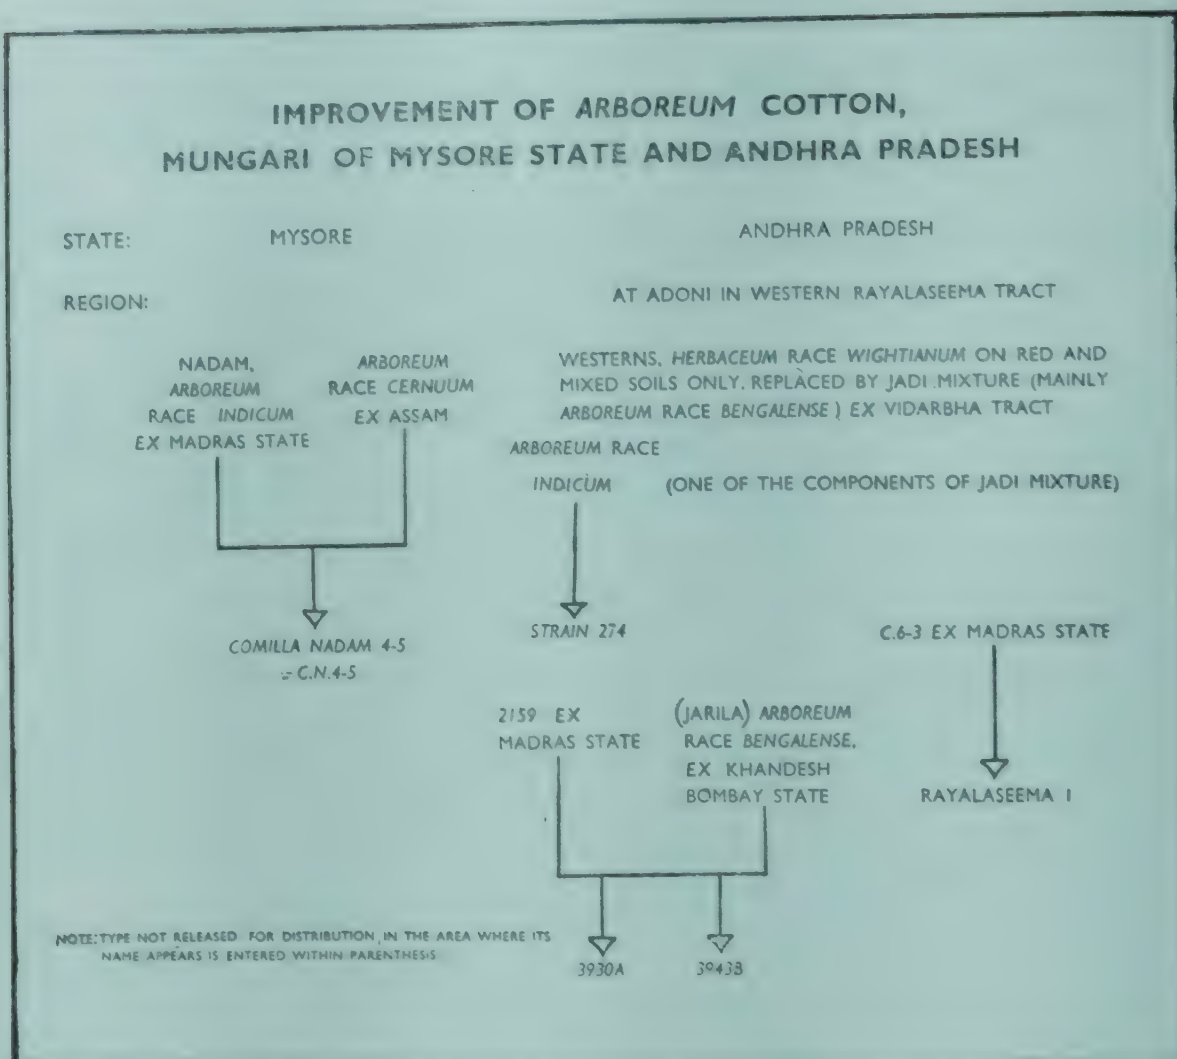 IMPROVEMENT OF ARBOREUM COTTON,
MUNGARI OF MYSORE STATE AND ANDHRA PRADESH
STATE: MYSORE ANDHRA PRADESH
REGION: AT ADONI IN WESTERN RAYALASEEMA TRACT
NADAM,
ARBOREUM
RACE INDICUM
EX MADRAS STATE
ARBOREUM
RACE CERNUUM
EX ASSAM
WESTERNS, HERBACEUM RACE WIGHTIANUM ON RED AND
MIXED SOILS ONLY. REPLACED BY JADI MIXTURE (MAINLY
ARBOREUM RACE BENGALENSE) EX VIDARBHA TRACT
ARBOREUM RACE
INDICUM (ONE OF THE COMPONENTS OF JADI MIXTURE)
COMILLA NADAM 4-5
= C.N.4-5
STRAIN 274
C.6-3 EX MADRAS STATE
2159 EX
MADRAS STATE
(JARILA) ARBOREUM
RACE BENGALENSE,
EX KHANDESH
BOMBAY STATE
RAYALASEEMA I
NOTE: TYPE NOT RELEASED FOR DISTRIBUTION, IN THE AREA WHERE ITS
NAME APPEARS IS ENTERED WITHIN PARENTHESIS
3930A 3943B